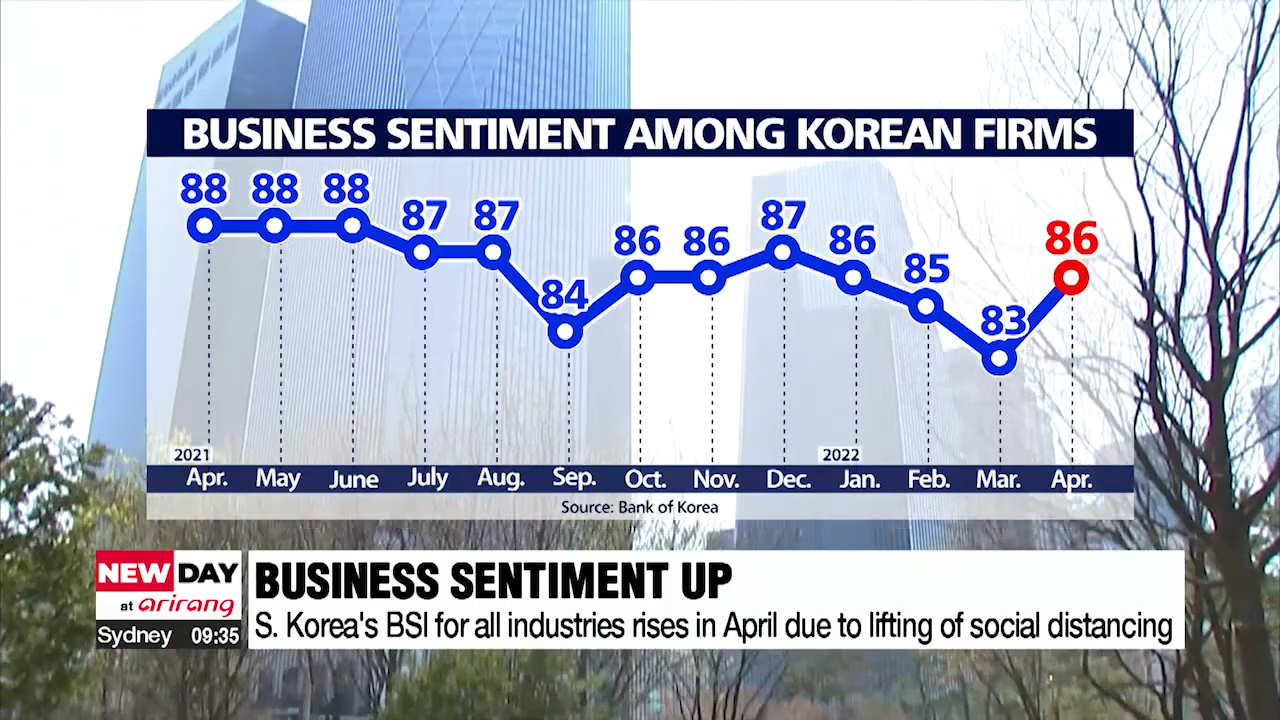 BUSINESS SENTIMENT AMONG KOREAN FIRMS
88 88 88 87 87 84 86 86 87 86 85 83 86
2021 2022
Apr. May June July Aug. Sep. Oct. Nov. Dec. Jan. Feb. Mar. Apr.
Source: Bank of Korea
NEW DAY
at arirang
Sydney 09:35
BUSINESS SENTIMENT UP
S. Korea's BSI for all industries rises in April due to lifting of social distancing